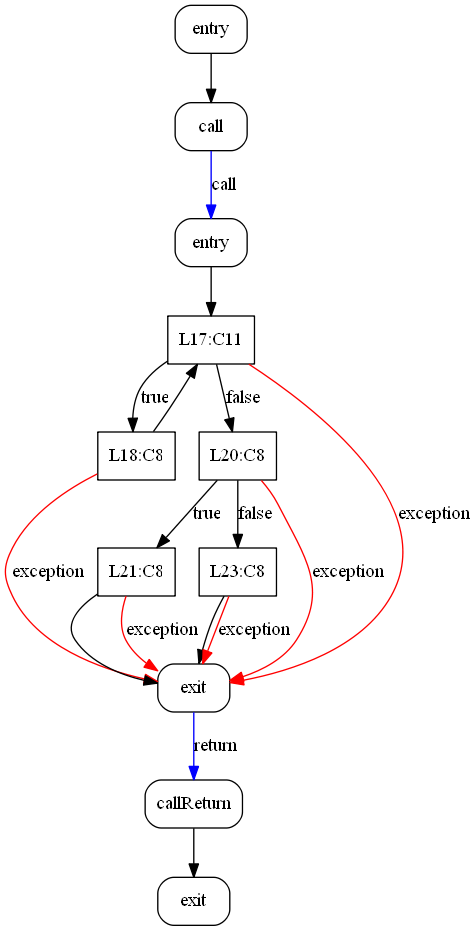 entry
call
call
entry
L17:C11
true
false
L18:C8
L20:C8
true
false
exception
L21:C8
L23:C8
exception
exception
exception
exception
exit
return
callReturn
exit